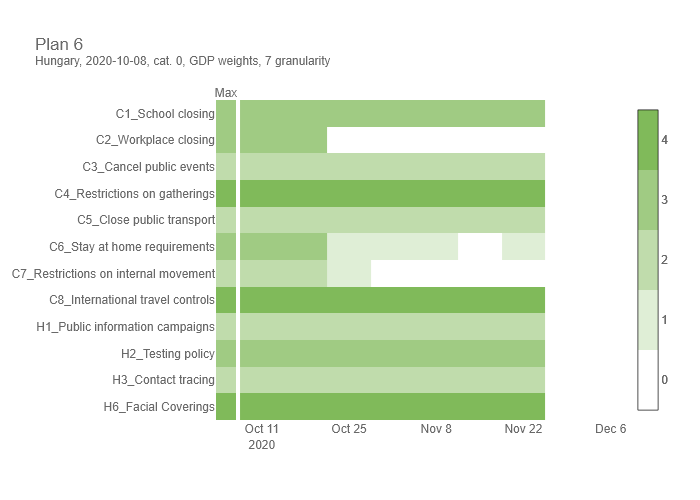 Plan 6
Hungary, 2020-10-08, cat. 0, GDP weights, 7 granularity
Max
C1_School closing
C2_Workplace closing
C3_Cancel public events
C4_Restrictions on gatherings
C5_Close public transport
C6_Stay at home requirements
C7_Restrictions on internal movement
C8_International travel controls
H1_Public information campaigns
H2_Testing policy
H3_Contact tracing
H6_Facial Coverings
Oct 11 Oct 25 Nov 8 Nov 22 Dec 6
2020
4
3
2
1
0